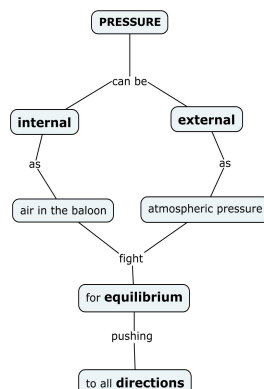 PRESSURE
can be
internal
external
as
as
air in the baloon
atmospheric pressure
fight
for equilibrium
pushing
to all directions